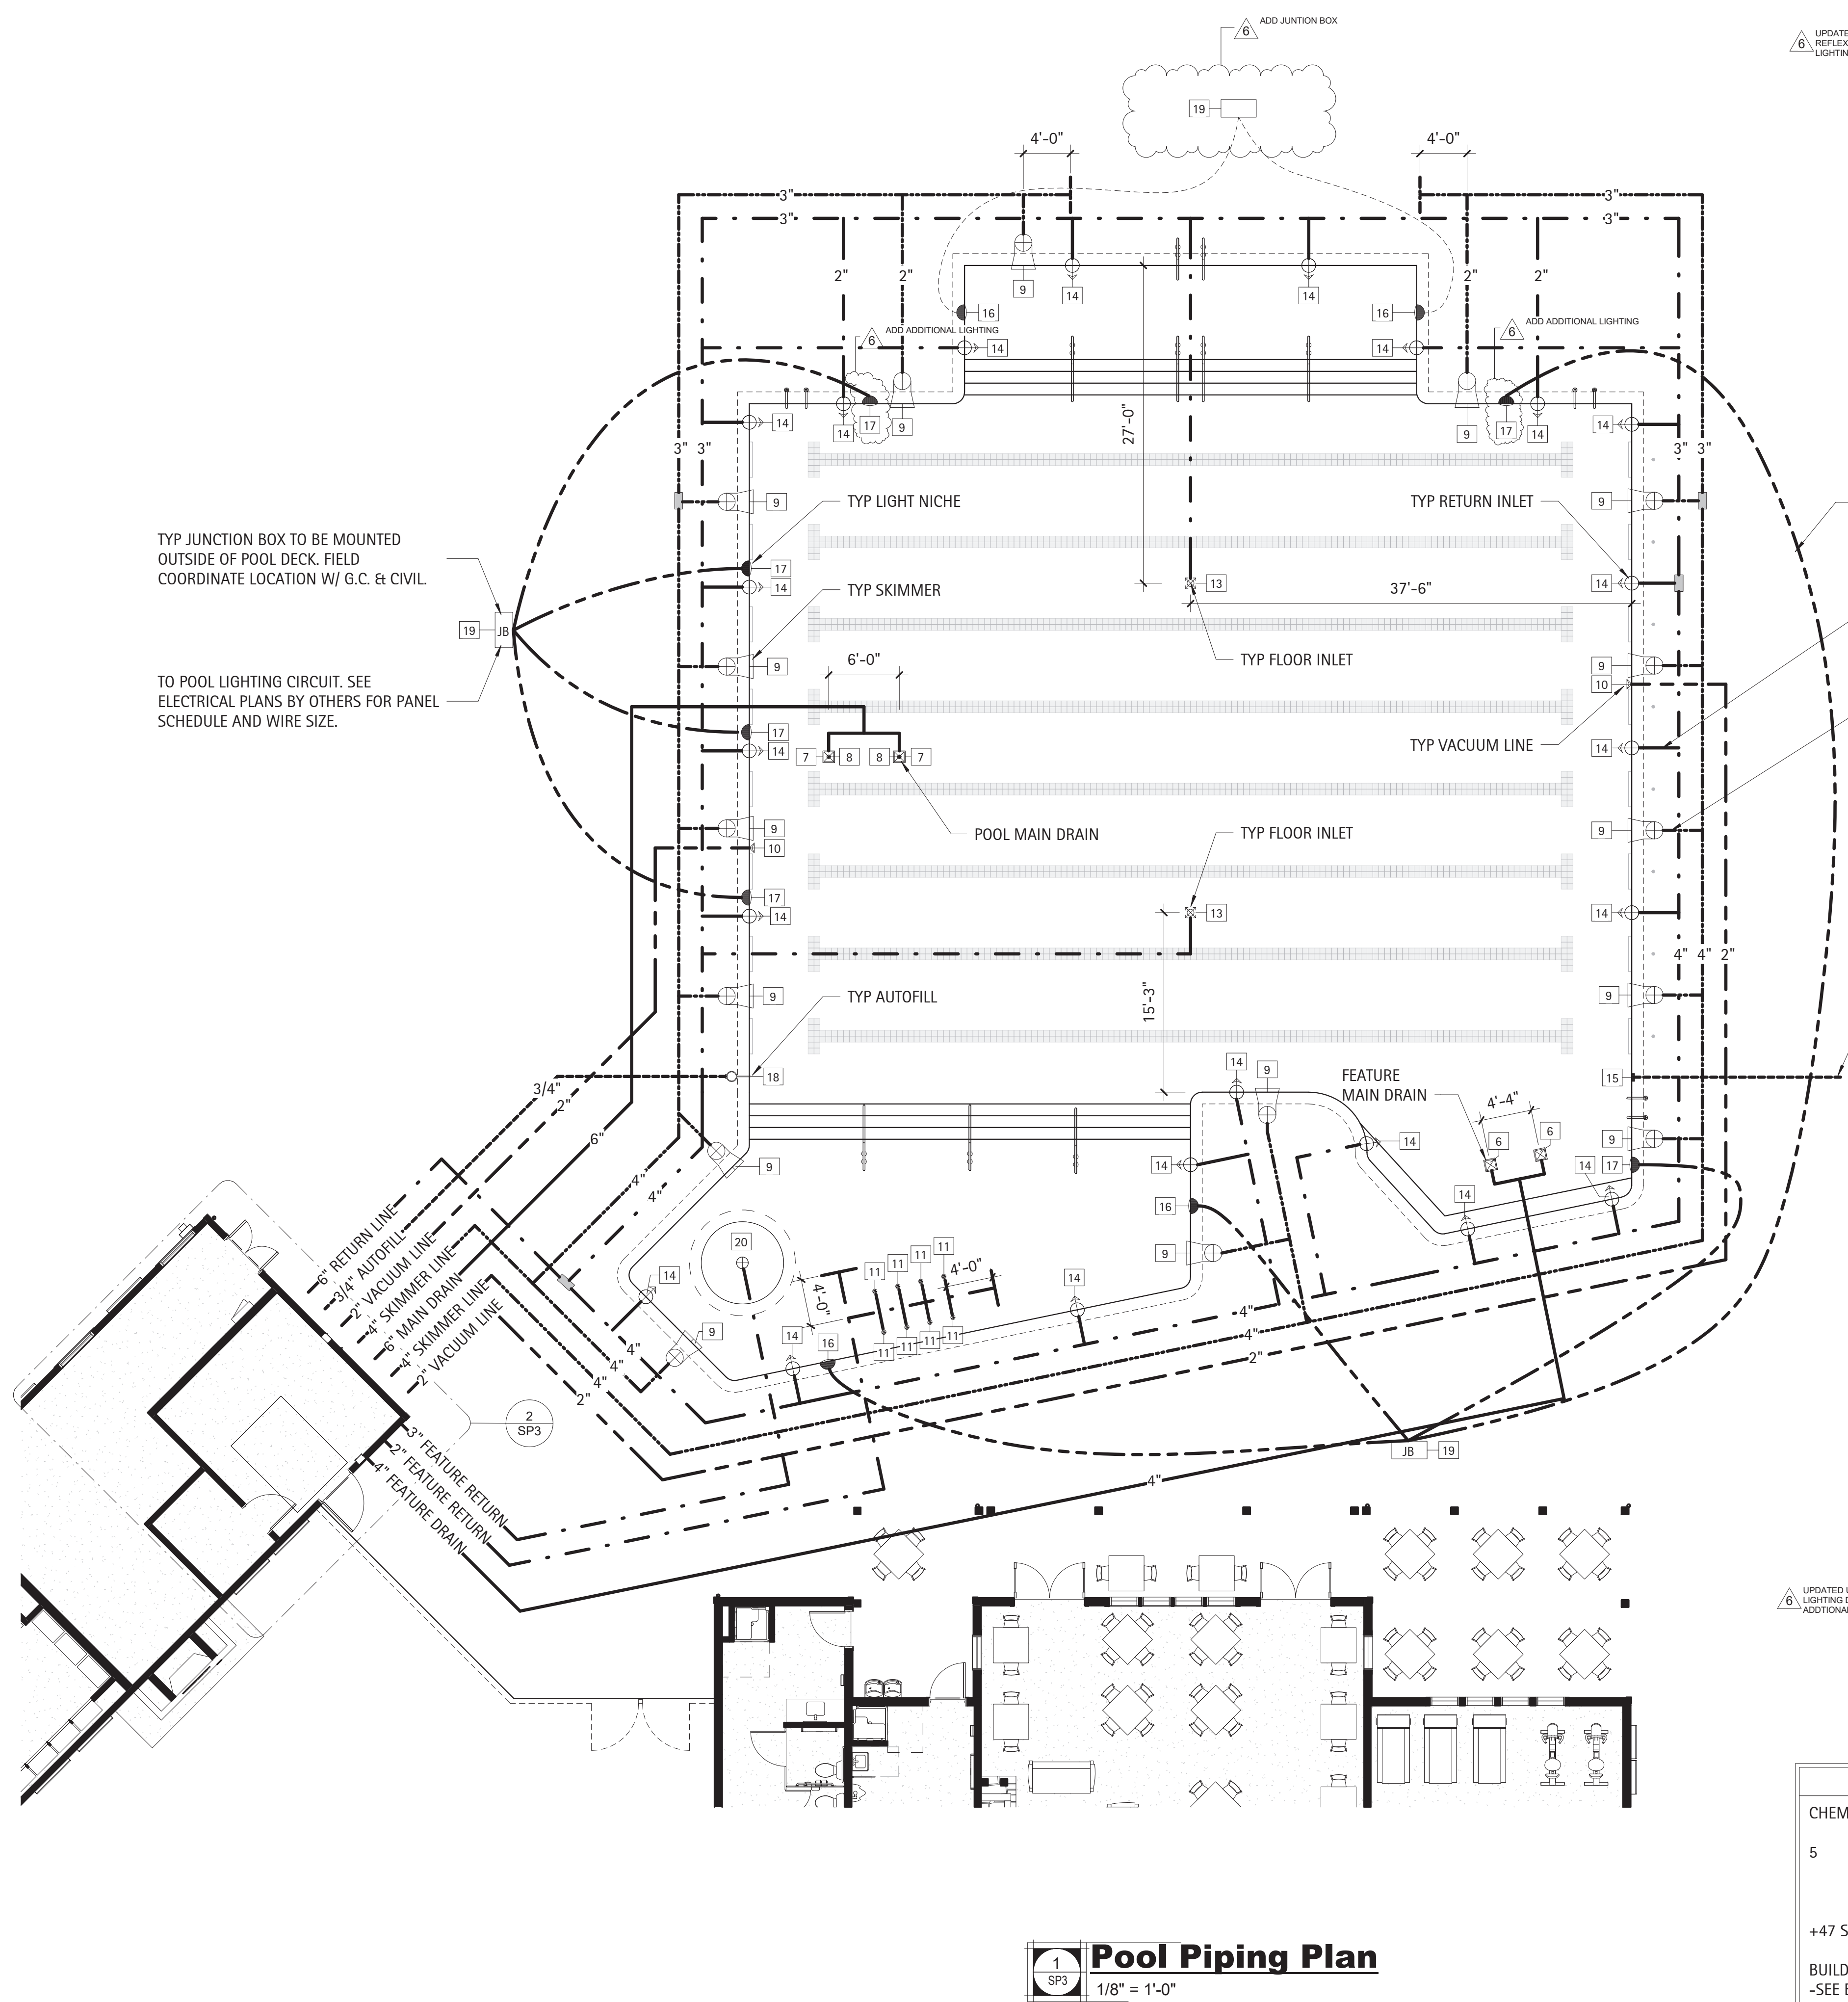 6
ADD JUNTION BOX
6
UPDATE
REFLEX
LIGHTIN
19
4'-0"
4'-0"
3"
3"
3"
3"
2"
2"
2"
2"
9
14
14
16
16
6
ADD ADDITIONAL LIGHTING
6
ADD ADDITIONAL LIGHTING
14
14
14
14
17
9
9
17
14
14
27'-0"
3"
3"
3"
3"
9
TYP LIGHT NICHE
TYP RETURN INLET
9
TYP JUNCTION BOX TO BE MOUNTED
OUTSIDE OF POOL DECK. FIELD
COORDINATE LOCATION W/ G.C. & CIVIL.
17
14
TYP SKIMMER
13
37'-6"
14
19
JB
9
6'-0"
TYP FLOOR INLET
9
10
TO POOL LIGHTING CIRCUIT. SEE
ELECTRICAL PLANS BY OTHERS FOR PANEL
SCHEDULE AND WIRE SIZE.
17
14
7
8
8
7
TYP VACUUM LINE
14
9
10
POOL MAIN DRAIN
TYP FLOOR INLET
9
17
14
13
14
4"
4"
2"
9
TYP AUTOFILL
15'-3"
9
18
3/4"
2"
6"
14
9
FEATURE
MAIN DRAIN
4'-4"
15
6
6
9
14
14
9
4"
4"
14
17
14
16
14
9
20
14
11
11
11
11
4'-0"
4'-0"
14
9
14
16
11
11
11
11
4"
4"
2"
4"
4"
4"
2"
6" RETURN LINE
3/4" AUTOFILL
2" VACUUM LINE
4" SKIMMER LINE
6" MAIN DRAIN
4" SKIMMER LINE
2" VACUUM LINE
2
SP3
3" FEATURE RETURN
2" FEATURE RETURN
4" FEATURE DRAIN
JB
19
4"
6
UPDATED U
LIGHTING D
ADDTIONAL
CHEM
5
+47 S
BUILD
-SEE E
1
SP3
Pool Piping Plan
1/8" = 1'-0"